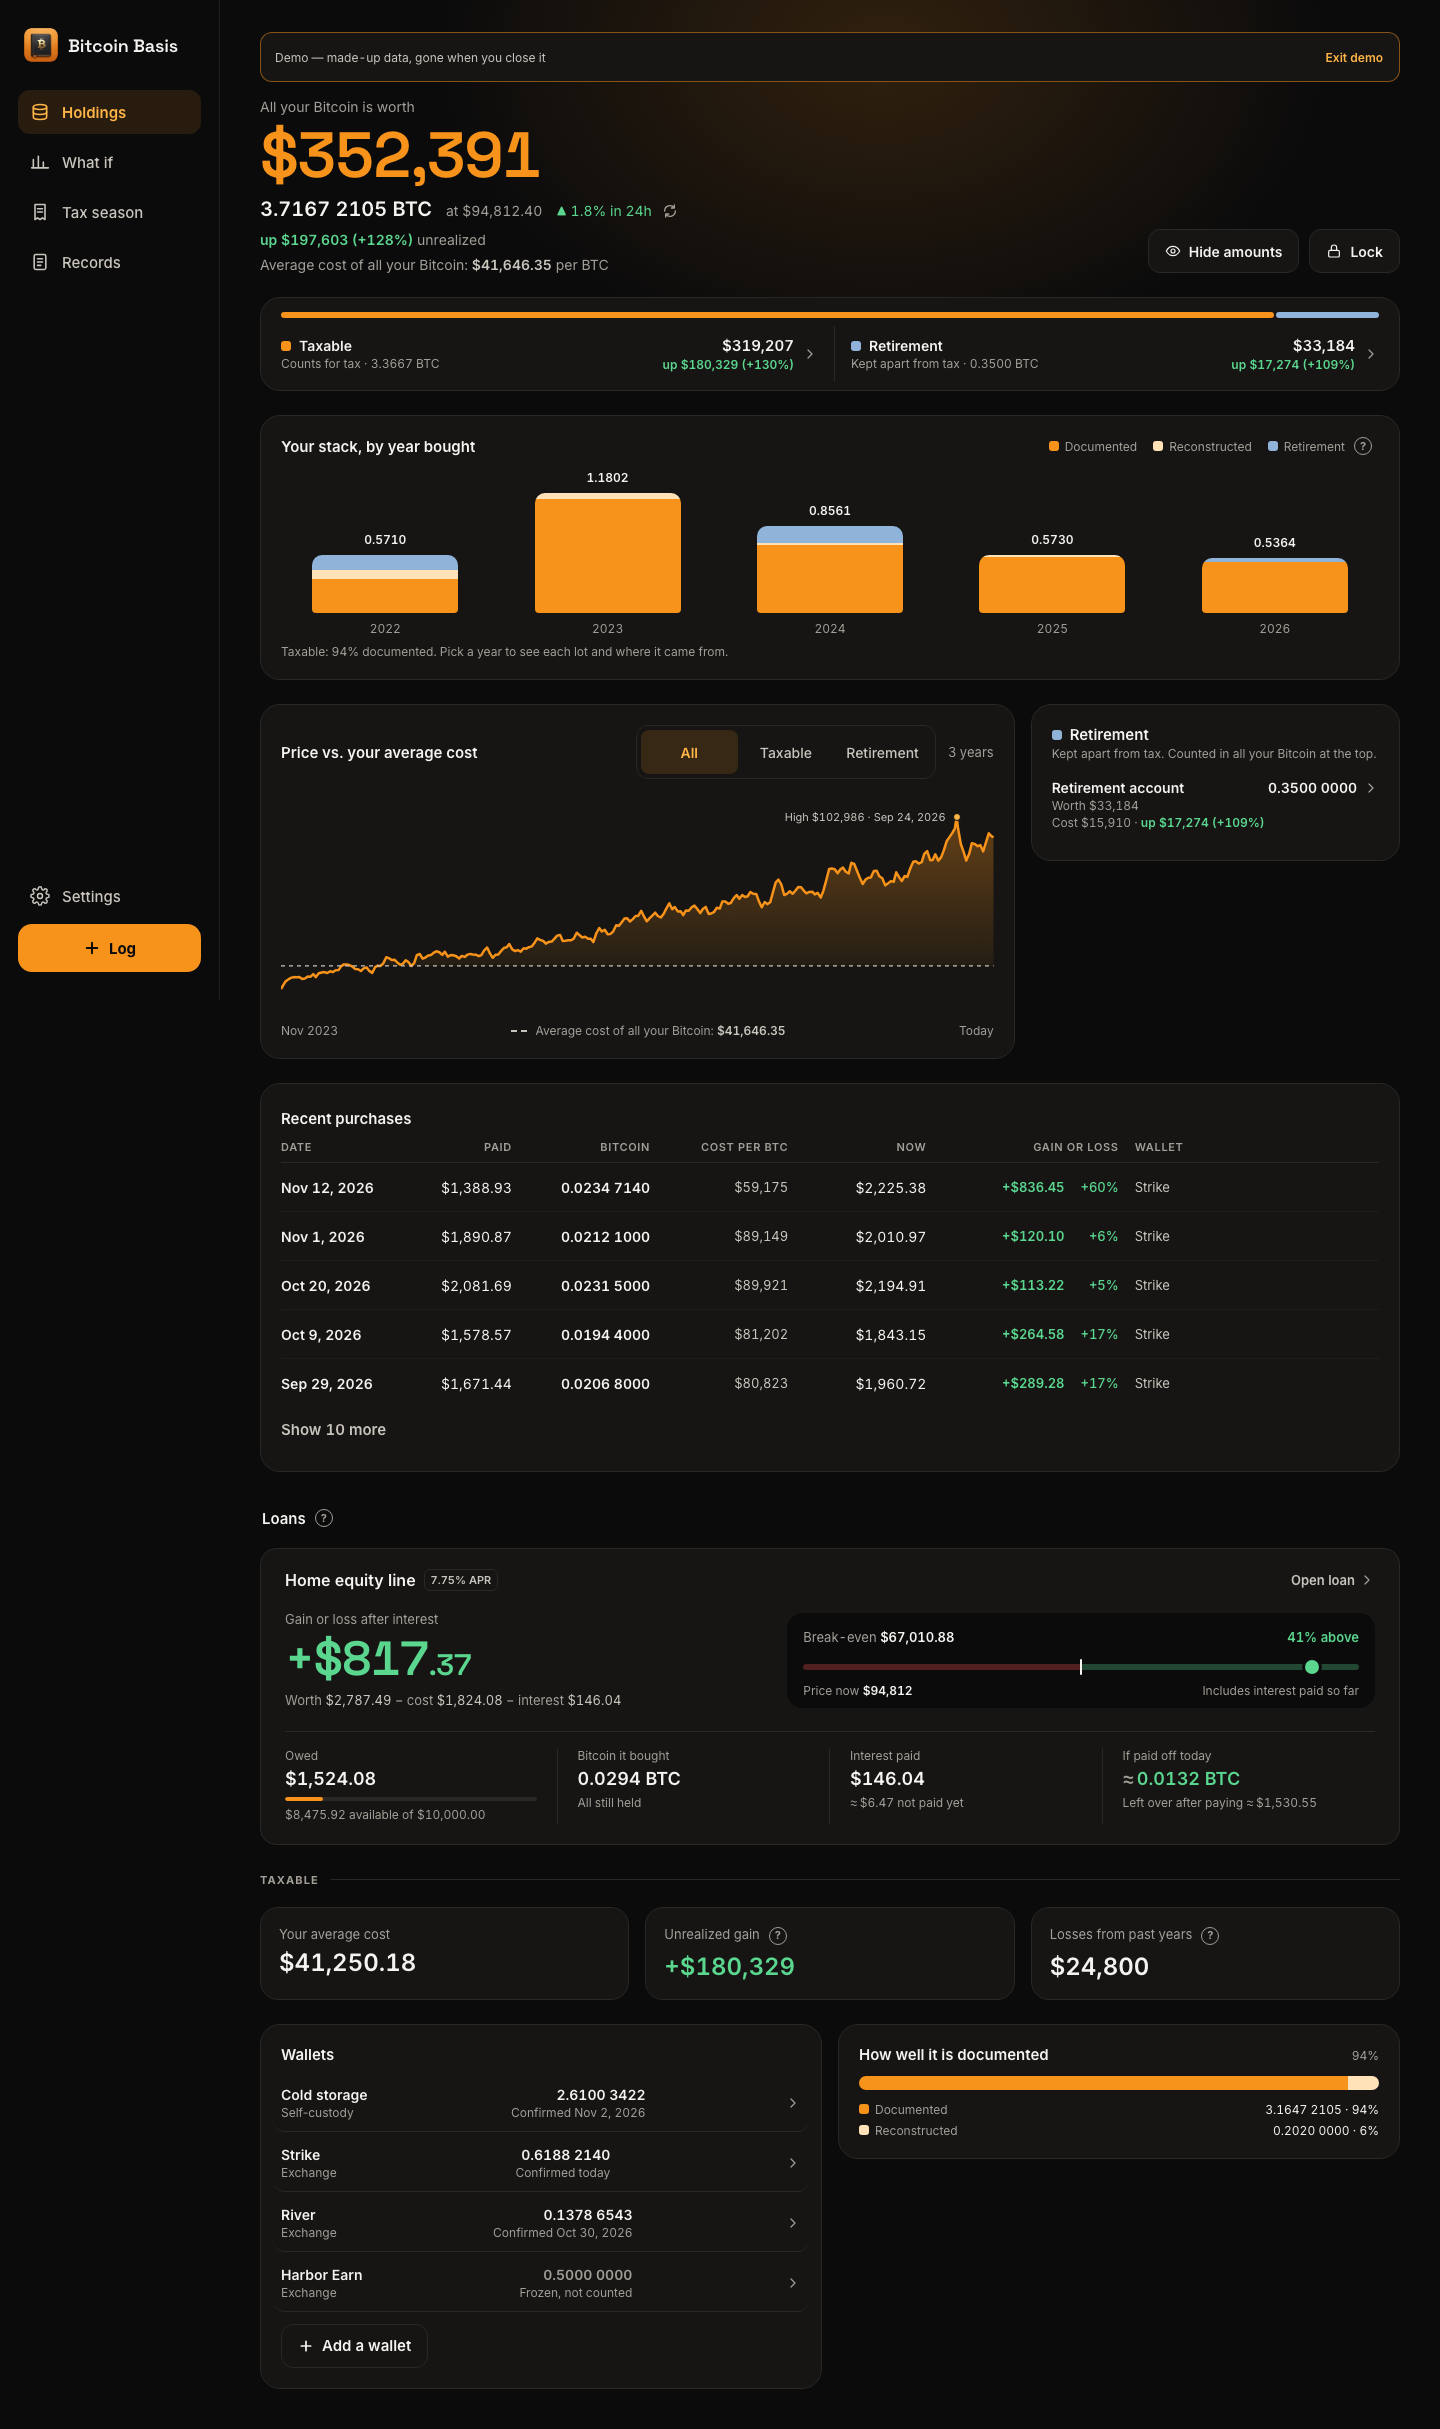 Bitcoin Basis
Holdings
What if
Tax season
Records
Settings
+ Log
Demo — made-up data, gone when you close it
Exit demo
All your Bitcoin is worth
$352,391
3.7167 2105 BTC at $94,812.40 ▲ 1.8% in 24h
up $197,603 (+128%) unrealized
Average cost of all your Bitcoin: $41,646.35 per BTC
Hide amounts
Lock
Taxable
$319,207
Counts for tax · 3.3667 BTC
up $180,329 (+130%)
Retirement
$33,184
Kept apart from tax · 0.3500 BTC
up $17,274 (+109%)
Your stack, by year bought
Documented Reconstructed Retirement ?
0.5710
1.1802
0.8561
0.5730
0.5364
2022
2023
2024
2025
2026
Taxable: 94% documented. Pick a year to see each lot and where it came from.
Price vs. your average cost
All Taxable Retirement 3 years
High $102,986 · Sep 24, 2026
Nov 2023
Average cost of all your Bitcoin: $41,646.35
Today
Retirement
Kept apart from tax. Counted in all your Bitcoin at the top.
Retirement account 0.3500 0000
Worth $33,184
Cost $15,910 · up $17,274 (+109%)
Recent purchases
DATE PAID BITCOIN COST PER BTC NOW GAIN OR LOSS WALLET
Nov 12, 2026 $1,388.93 0.0234 7140 $59,175 $2,225.38 +$836.45 +60% Strike
Nov 1, 2026 $1,890.87 0.0212 1000 $89,149 $2,010.97 +$120.10 +6% Strike
Oct 20, 2026 $2,081.69 0.0231 5000 $89,921 $2,194.91 +$113.22 +5% Strike
Oct 9, 2026 $1,578.57 0.0194 4000 $81,202 $1,843.15 +$264.58 +17% Strike
Sep 29, 2026 $1,671.44 0.0206 8000 $80,823 $1,960.72 +$289.28 +17% Strike
Show 10 more
Loans ?
Home equity line 7.75% APR
Open loan
Gain or loss after interest
+$817.37
Worth $2,787.49 − cost $1,824.08 − interest $146.04
Break-even $67,010.88
41% above
Price now $94,812
Includes interest paid so far
Owed
$1,524.08
$8,475.92 available of $10,000.00
Bitcoin it bought
0.0294 BTC
All still held
Interest paid
$146.04
≈ $6.47 not paid yet
If paid off today
≈ 0.0132 BTC
Left over after paying ≈ $1,530.55
TAXABLE
Your average cost
$41,250.18
Unrealized gain ?
+$180,329
Losses from past years ?
$24,800
Wallets
Cold storage 2.6100 3422
Self-custody Confirmed Nov 2, 2026
Strike 0.6188 2140
Exchange Confirmed today
River 0.1378 6543
Exchange Confirmed Oct 30, 2026
Harbor Earn 0.5000 0000
Exchange Frozen, not counted
+ Add a wallet
How well it is documented 94%
Documented 3.1647 2105 · 94%
Reconstructed 0.2020 0000 · 6%